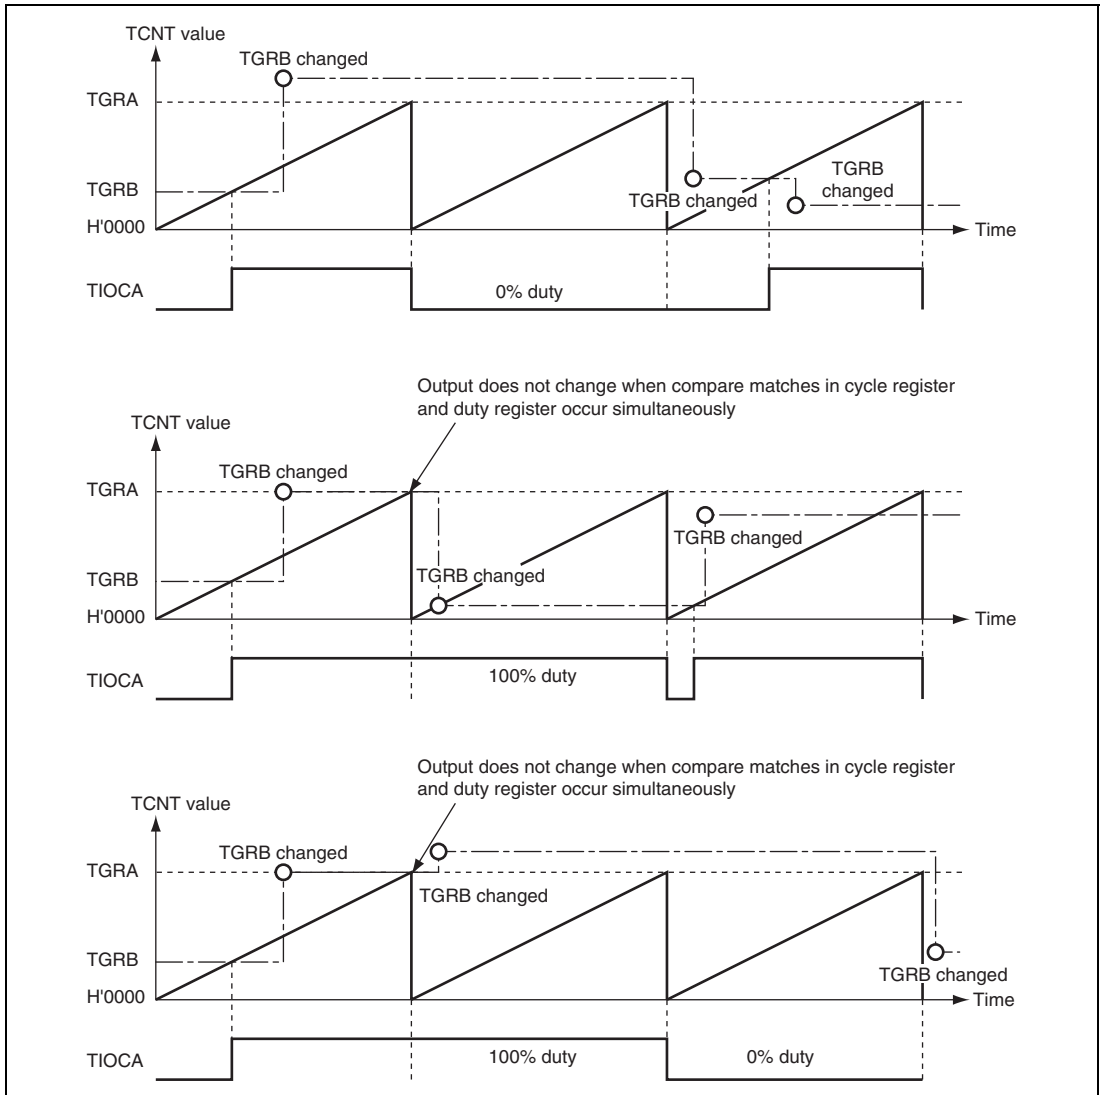 TCNT value
TGRB changed
TGRA
TGRB
changed
TGRB
TGRB changed
H'0000
Time
TIOCA
0% duty
Output does not change when compare matches in cycle register
and duty register occur simultaneously
TCNT value
TGRB changed
TGRA
TGRB changed
TGRB changed
TGRB
H'0000
Time
TIOCA
100% duty
Output does not change when compare matches in cycle register
and duty register occur simultaneously
TCNT value
TGRB changed
TGRA
TGRB changed
TGRB
TGRB changed
H'0000
Time
TIOCA
100% duty
0% duty